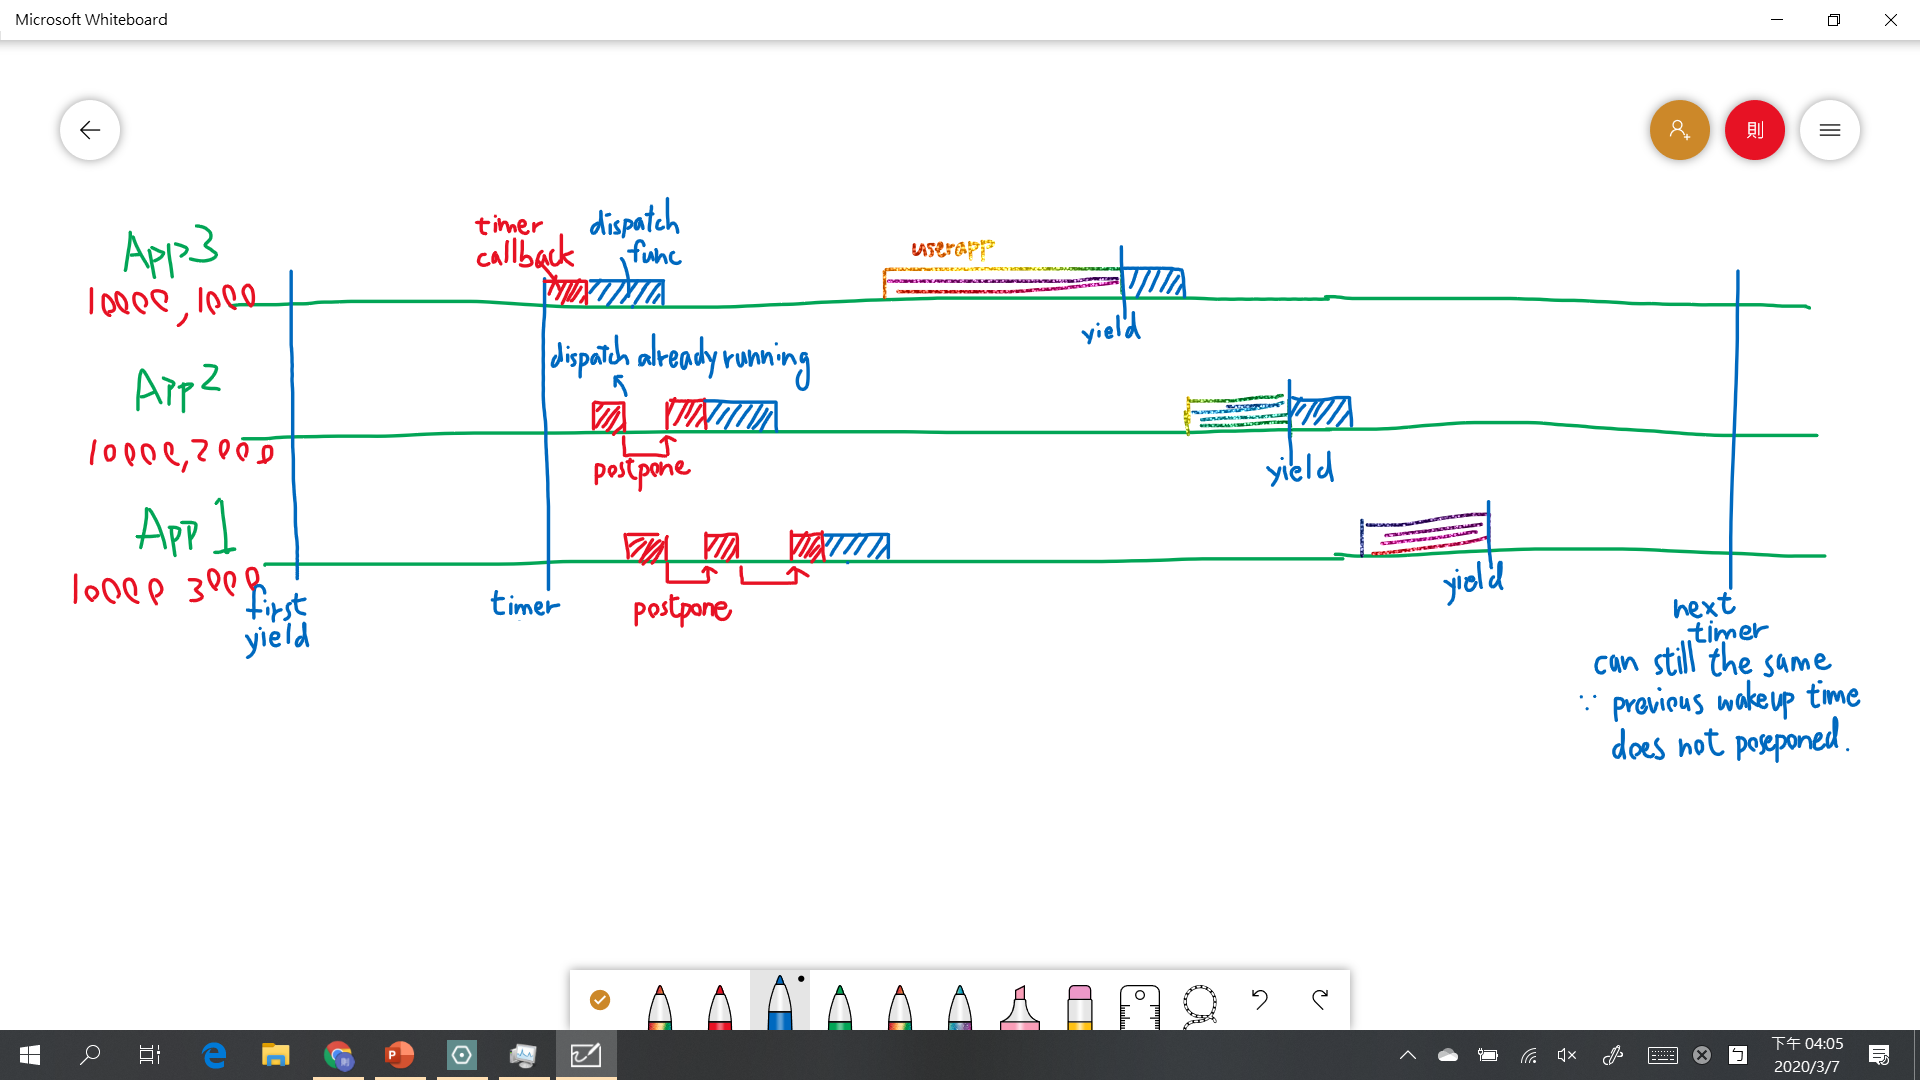 Microsoft Whiteboard
則
App3
10000,1000
timer
callback
dispatch
func
userapp
yield
dispatch already running
App2
10000,2000
postpone
yield
App 1
10000 3000
first
yield
timer
postpone
yield
next
timer
can still the same
∵ previous wakeup time
does not posponed.
下午 04:05
2020/3/7